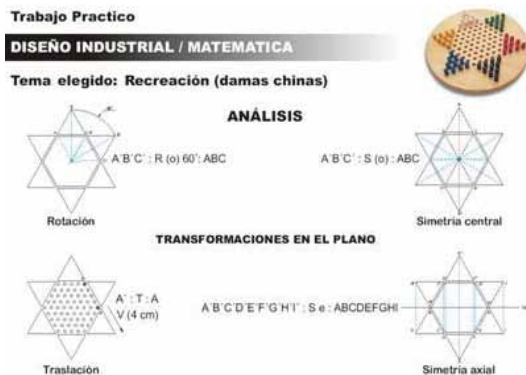 Trabajo Practico
DISEÑO INDUSTRIAL / MATEMATICA
Tema elegido: Recreación (damas chinas)
ANÁLISIS
A´B´C´ : R (o) 60°: ABC
A´B´C´ : S (o) : ABC
Rotación
Simetría central
TRANSFORMACIONES EN EL PLANO
A´ : T : A
V (4 cm)
A´B´C´D´E´F´G´H´I´ : S e : ABCDEFGHI
Traslación
Simetría axial